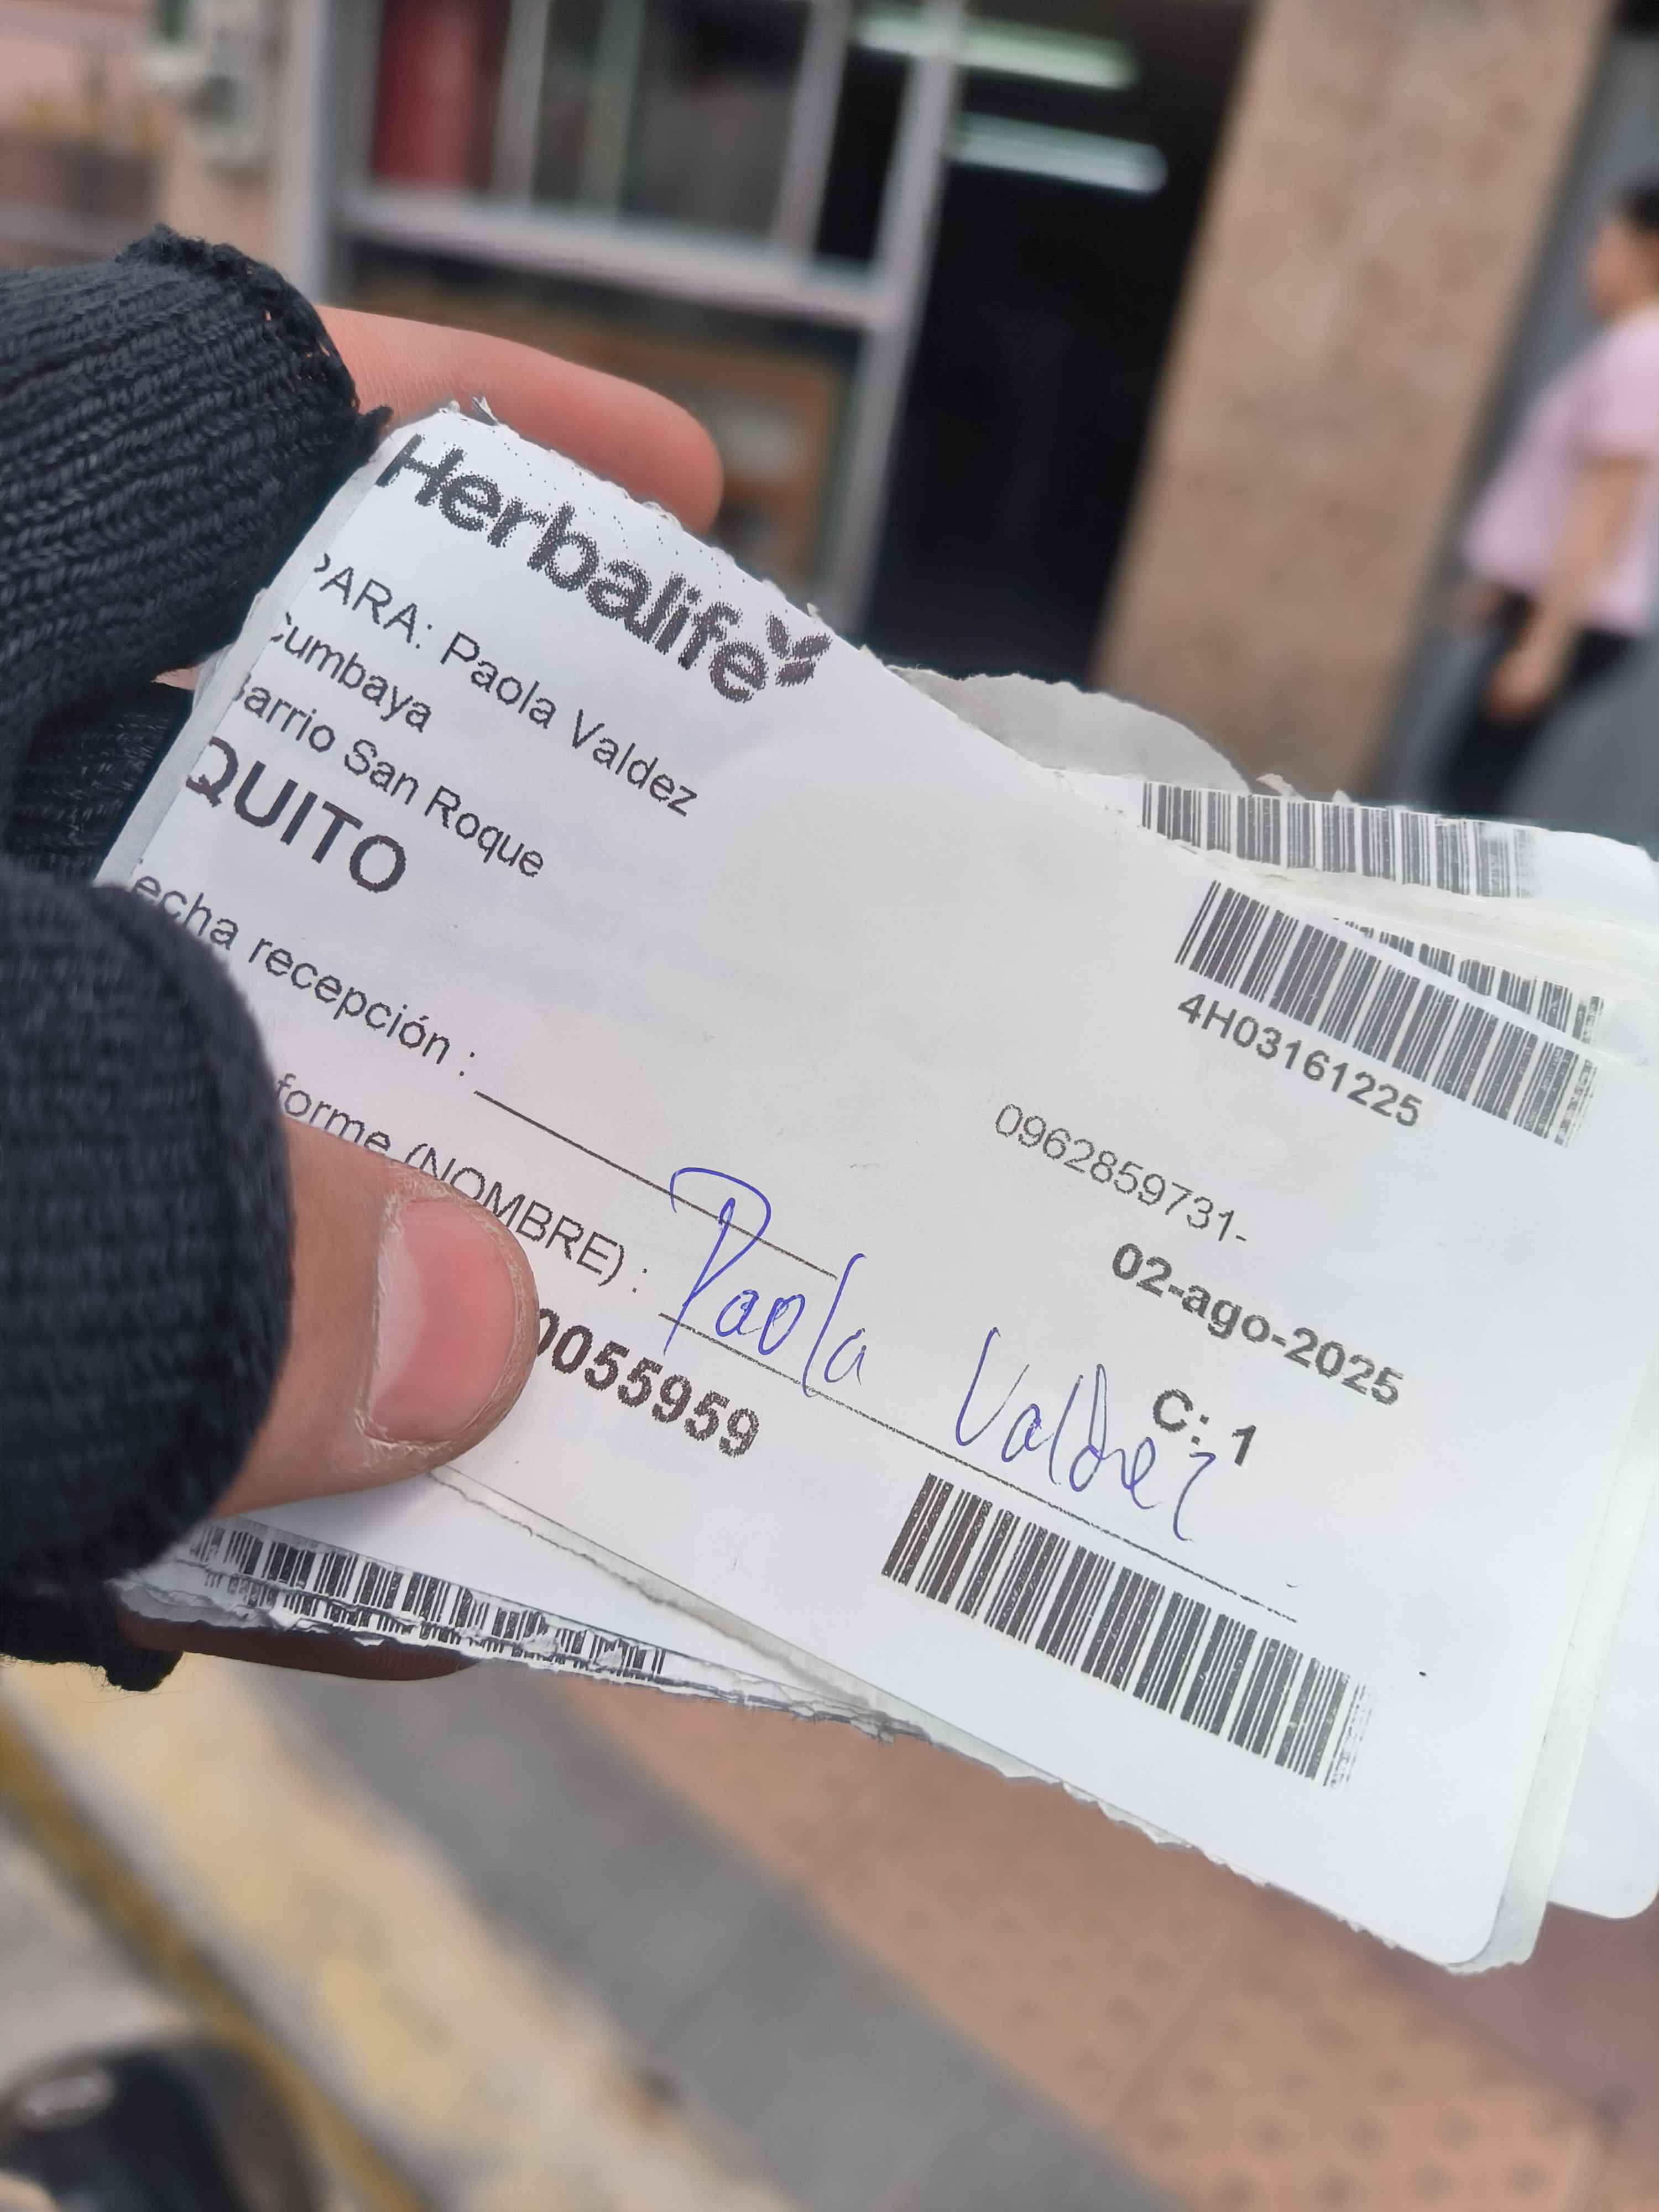 Herbalife
PARA: Paola Valdez
Cumbaya
Barrio San Roque
QUITO
echa recepción :
forme (NOMBRE) : Paola Valdez
0055959
4H03161225
0962859731-
02-ago-2025
C: 1